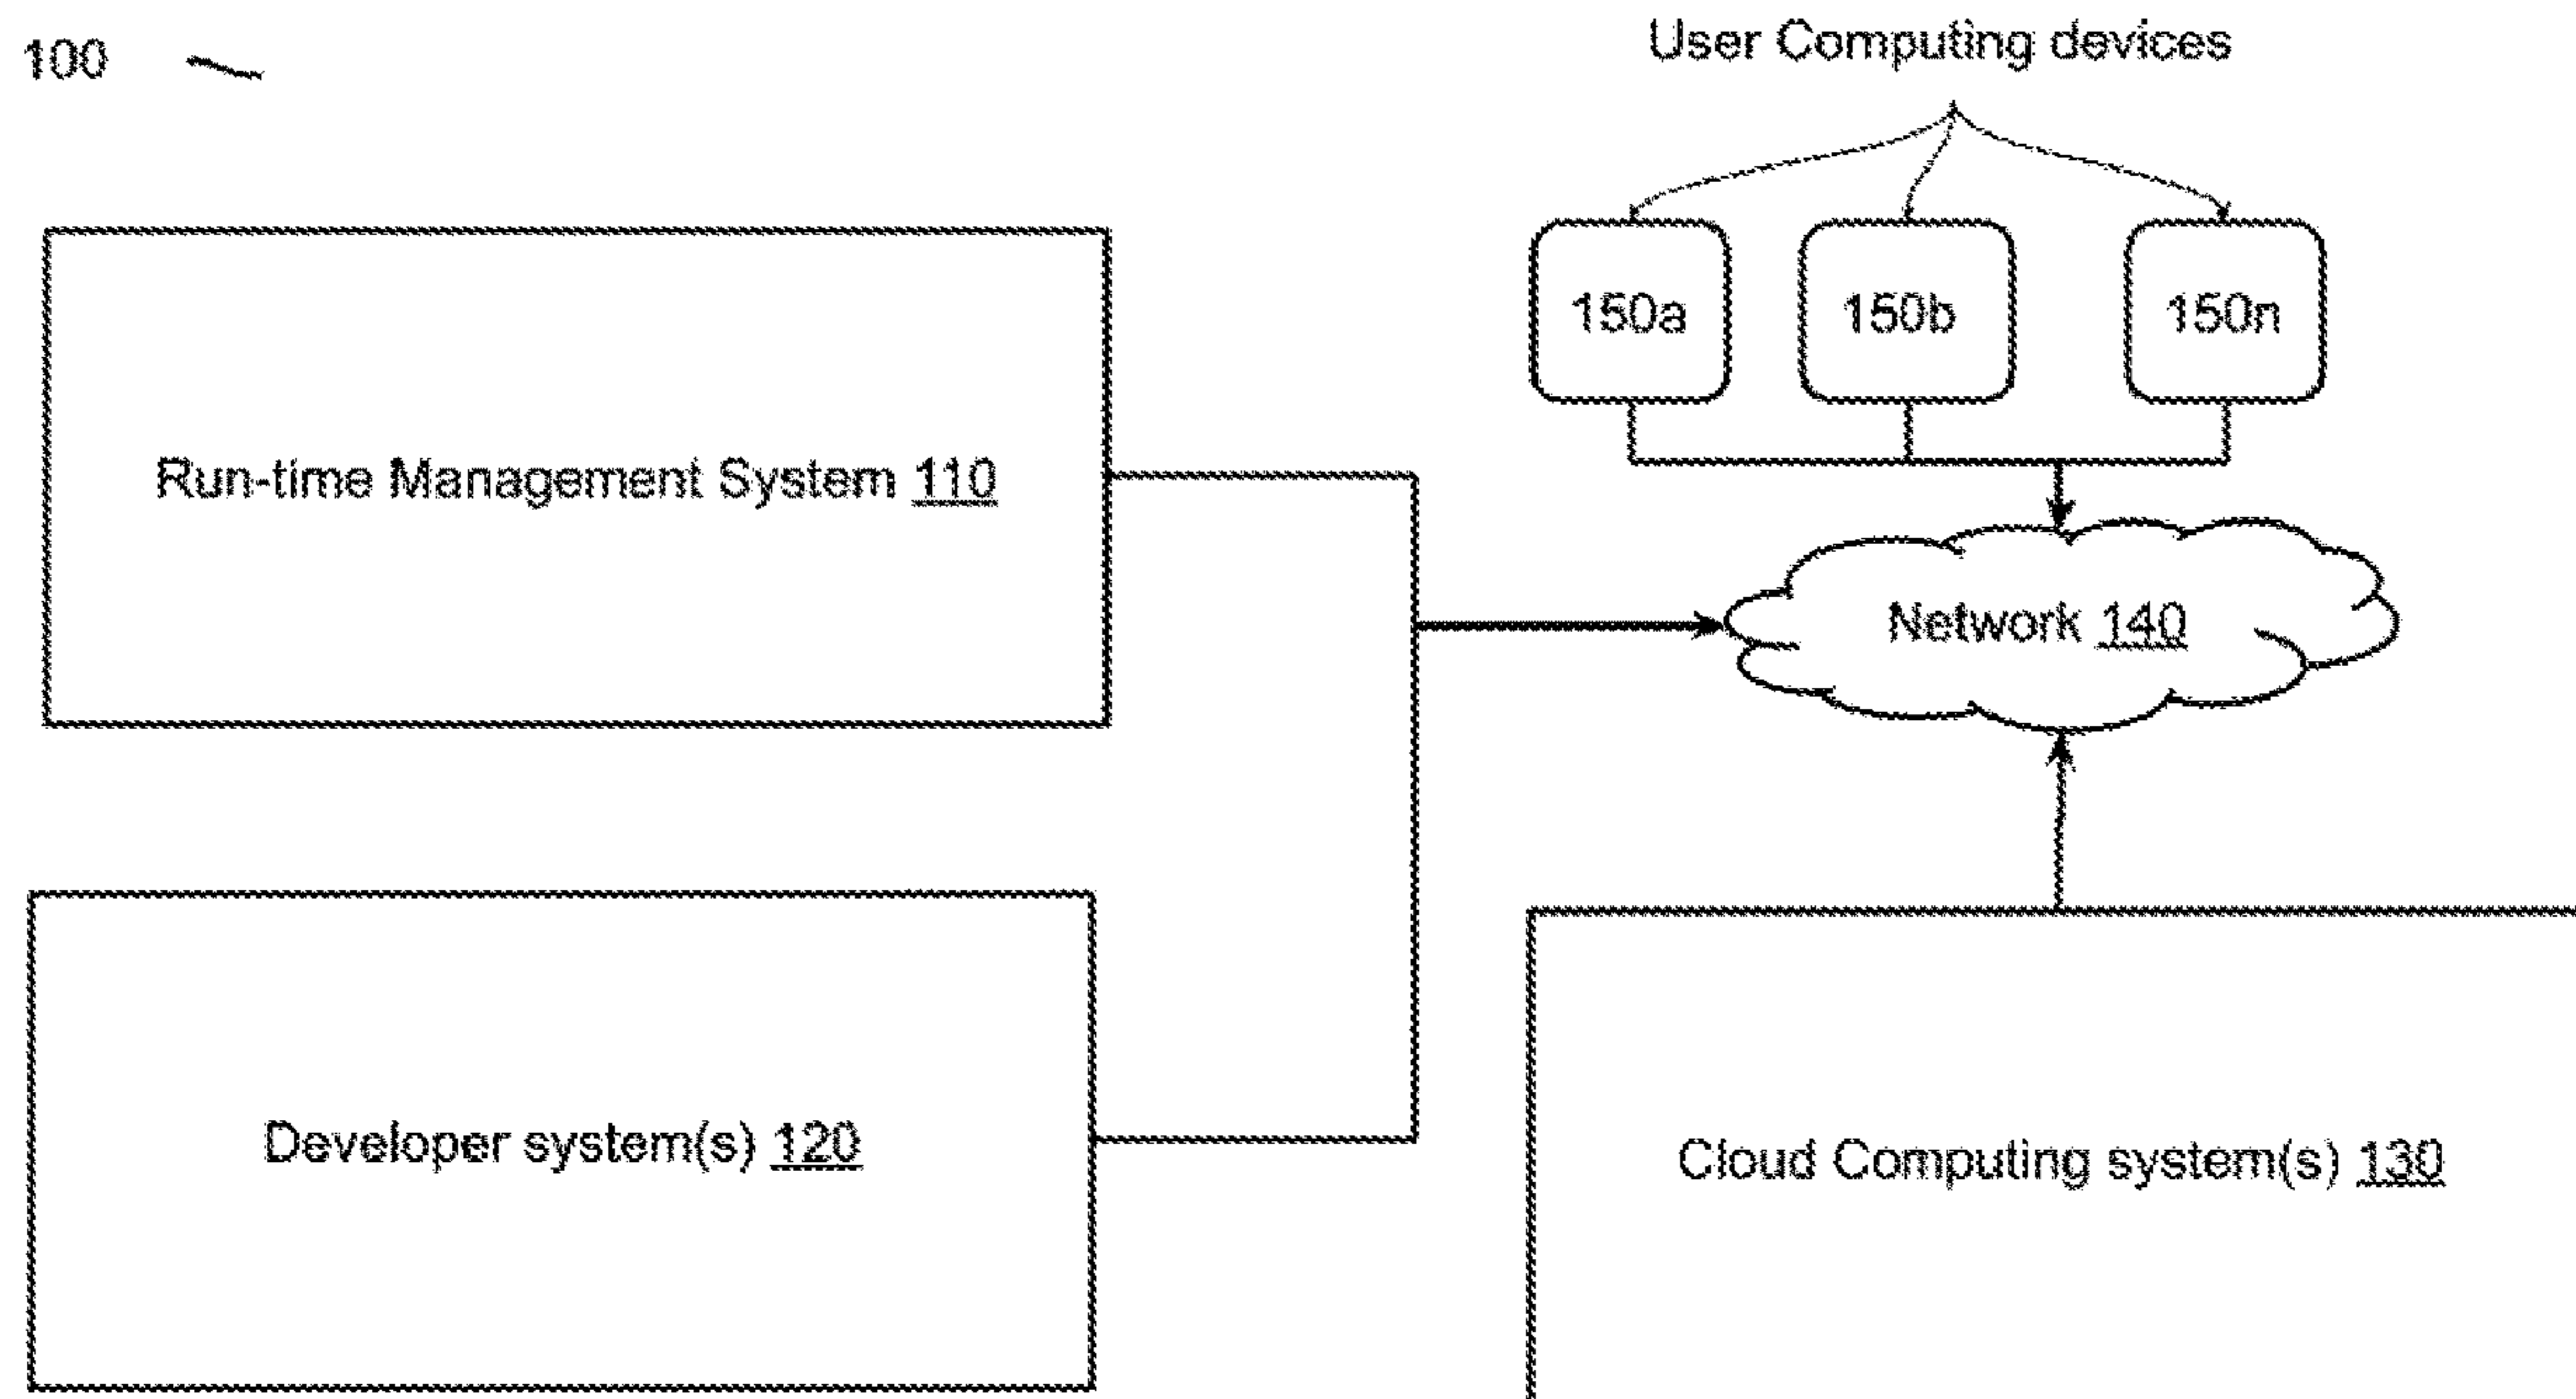 100
User Computing devices
150a
150b
150n
Run-time Management System 110
Network 140
Developer system(s) 120
Cloud Computing system(s) 130